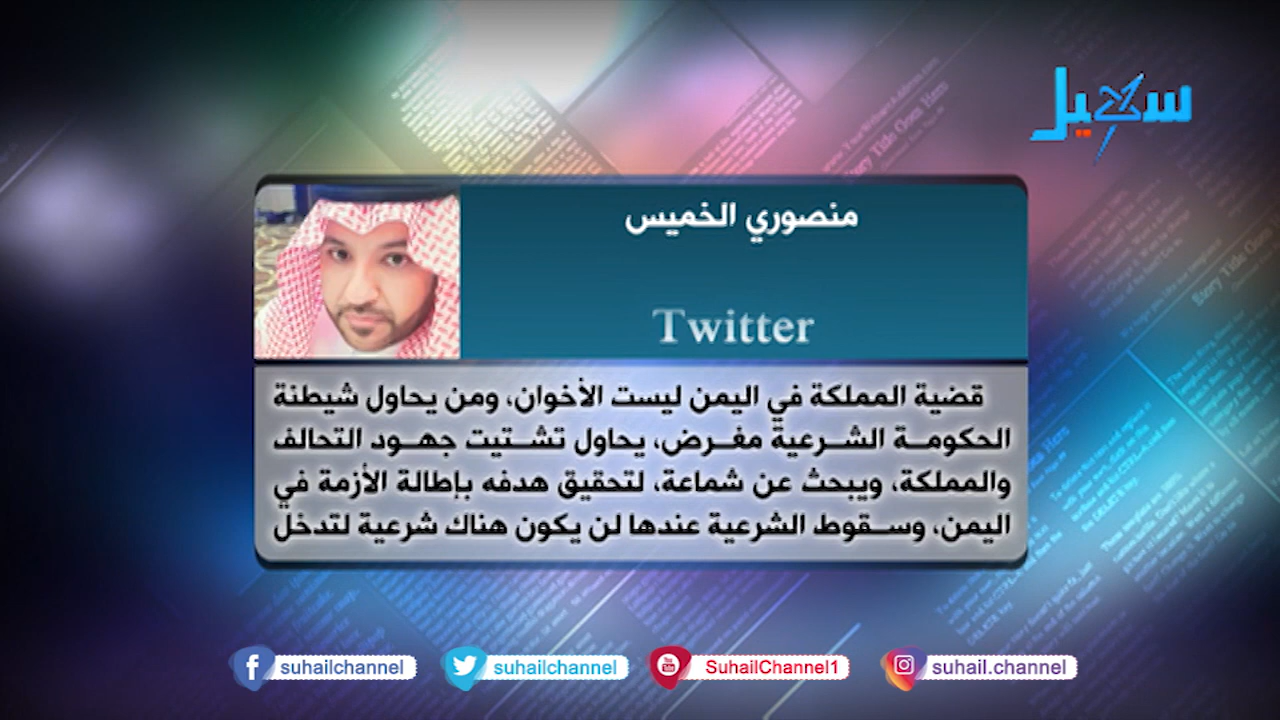 سهيل
منصوري الخميس
Twitter
قضية المملكة في اليمن ليست الأخوان، ومن يحاول شيطنة
الحكومة الشرعية مغرض، يحاول تشتيت جهود التحالف
والمملكة، ويبحث عن شماعة، لتحقيق هدفه بإطالة الأزمة في
اليمن، وسقوط الشرعية عندها لن يكون هناك شرعية لتدخل
suhailchannel
suhailchannel
SuhailChannel1
suhail.channel